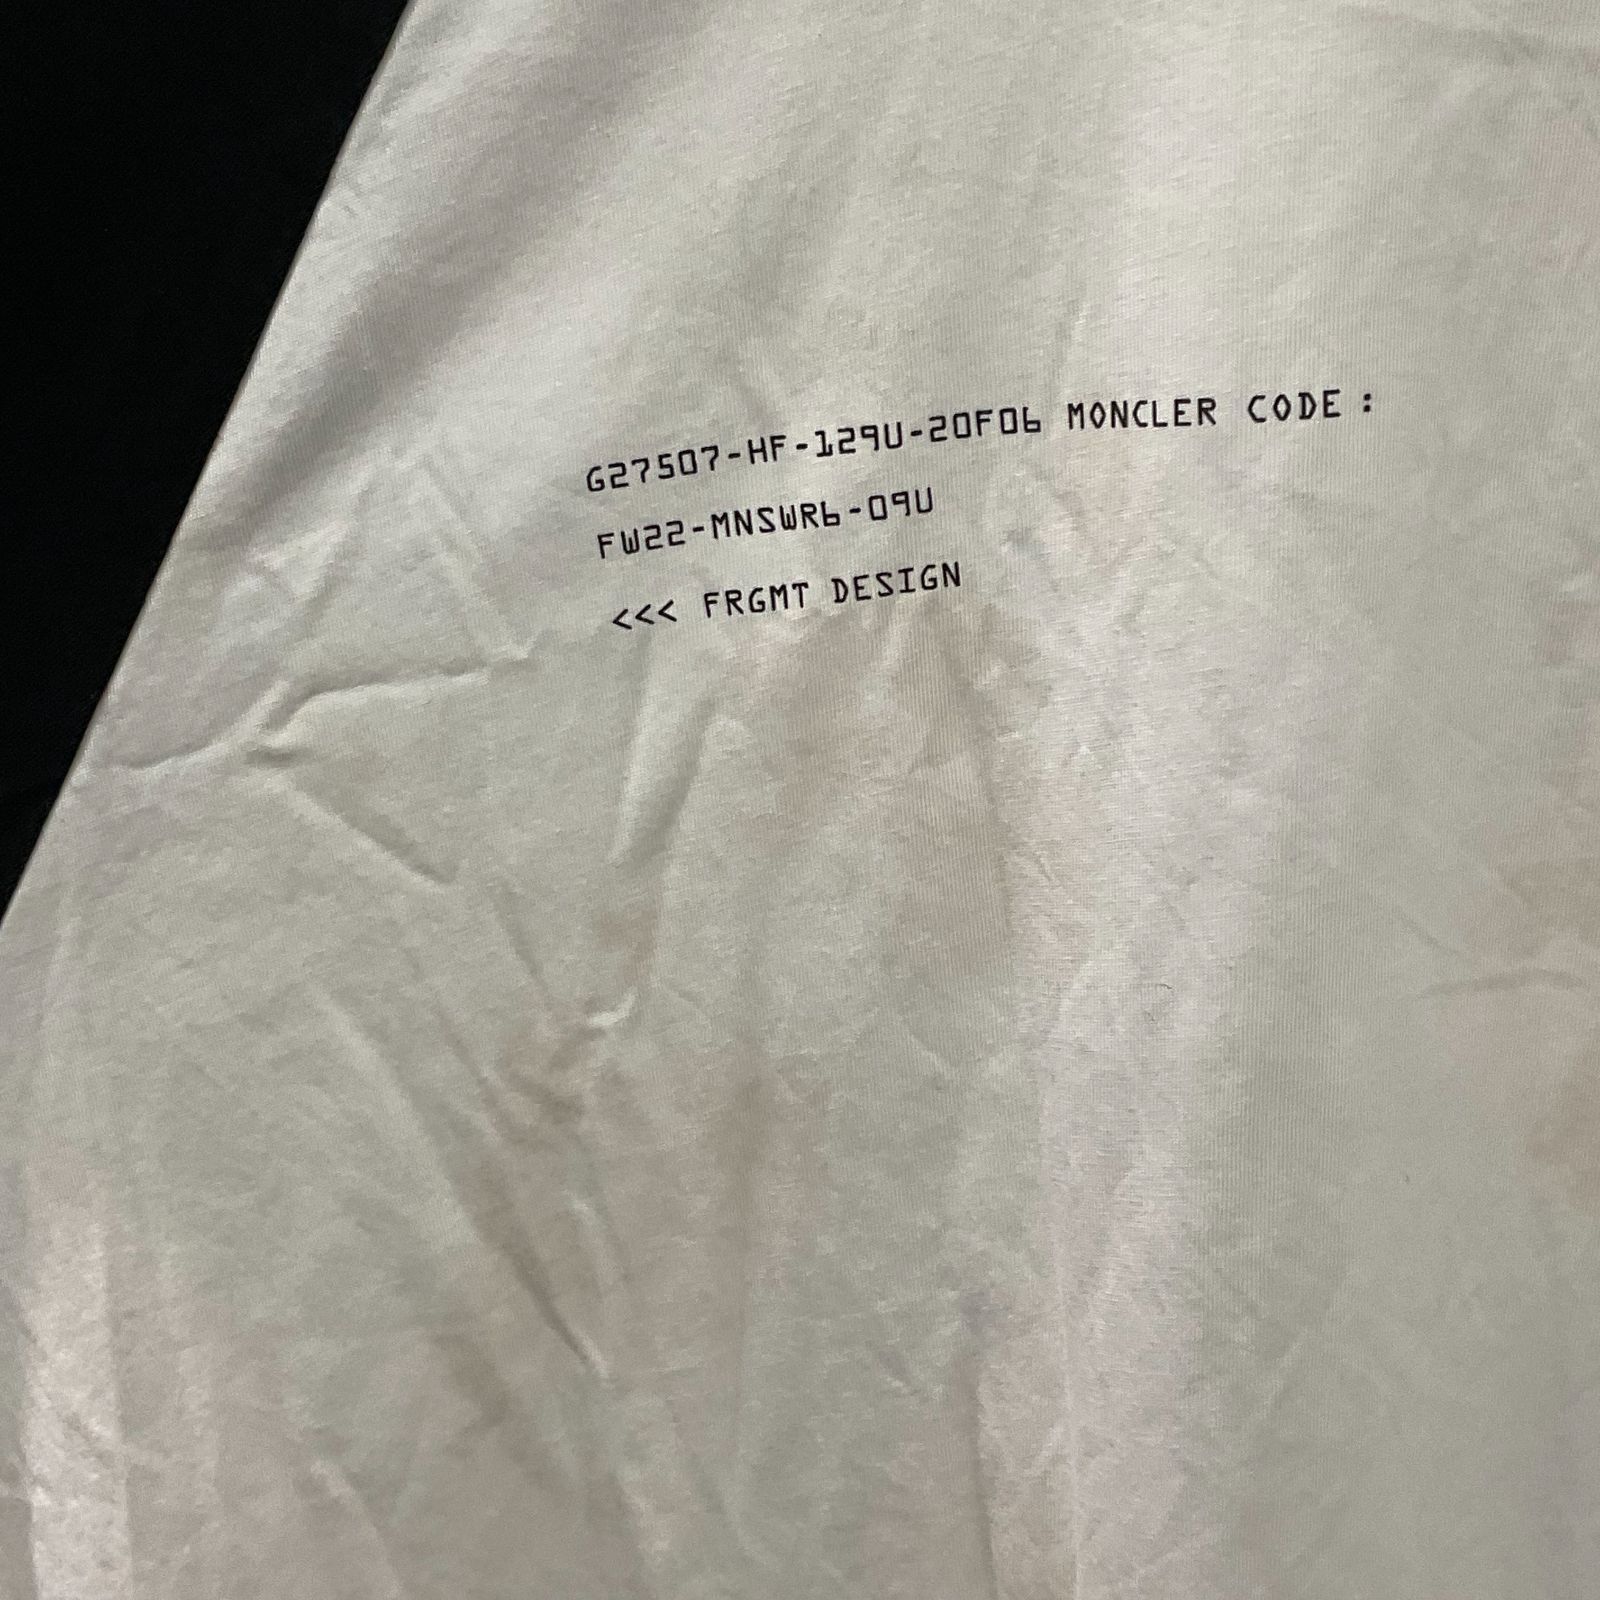 G27507-HF-129U-20F06 MONCLER CODE :
FW22-MNSWR6-09U
<<< FRGMT DESIGN